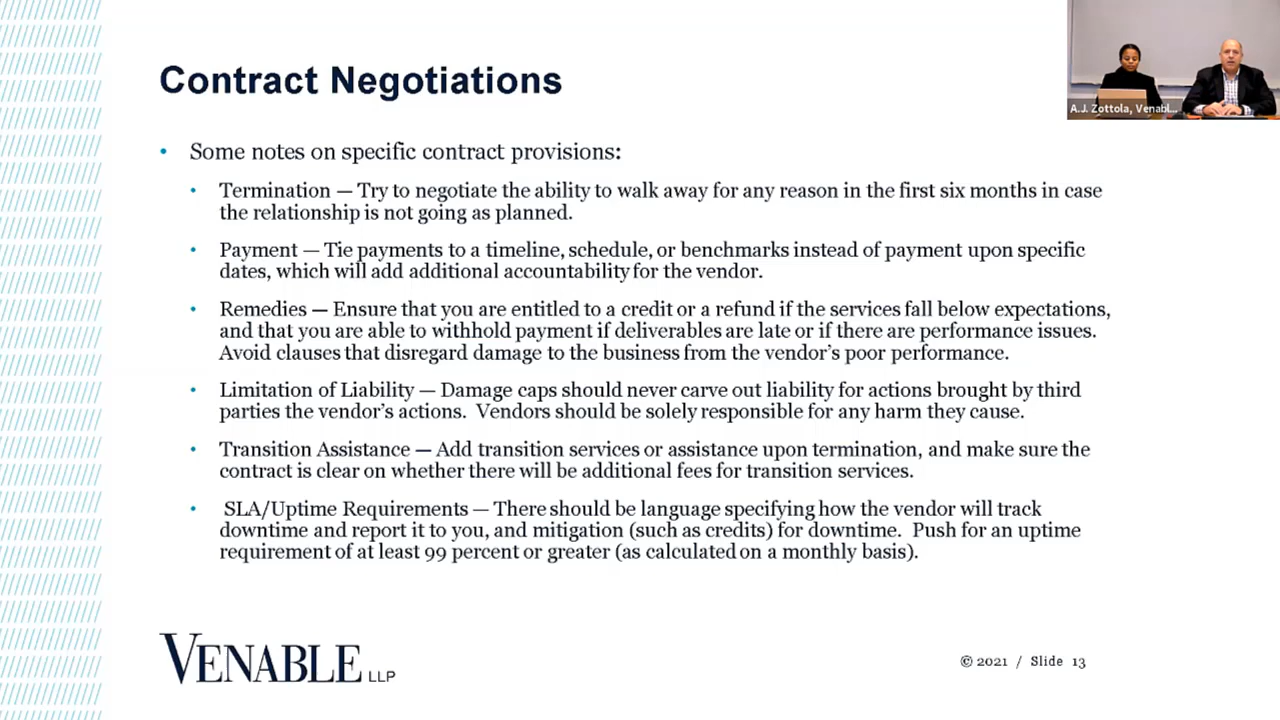 Contract Negotiations
A.J. Zottola, Venabl...
• Some notes on specific contract provisions:
• Termination — Try to negotiate the ability to walk away for any reason in the first six months in case
the relationship is not going as planned.
• Payment — Tie payments to a timeline, schedule, or benchmarks instead of payment upon specific
dates, which will add additional accountability for the vendor.
• Remedies — Ensure that you are entitled to a credit or a refund if the services fall below expectations,
and that you are able to withhold payment if deliverables are late or if there are performance issues.
Avoid clauses that disregard damage to the business from the vendor’s poor performance.
• Limitation of Liability — Damage caps should never carve out liability for actions brought by third
parties the vendor’s actions. Vendors should be solely responsible for any harm they cause.
• Transition Assistance — Add transition services or assistance upon termination, and make sure the
contract is clear on whether there will be additional fees for transition services.
• SLA/Uptime Requirements — There should be language specifying how the vendor will track
downtime and report it to you, and mitigation (such as credits) for downtime. Push for an uptime
requirement of at least 99 percent or greater (as calculated on a monthly basis).
VENABLE LLP
© 2021 / Slide 13